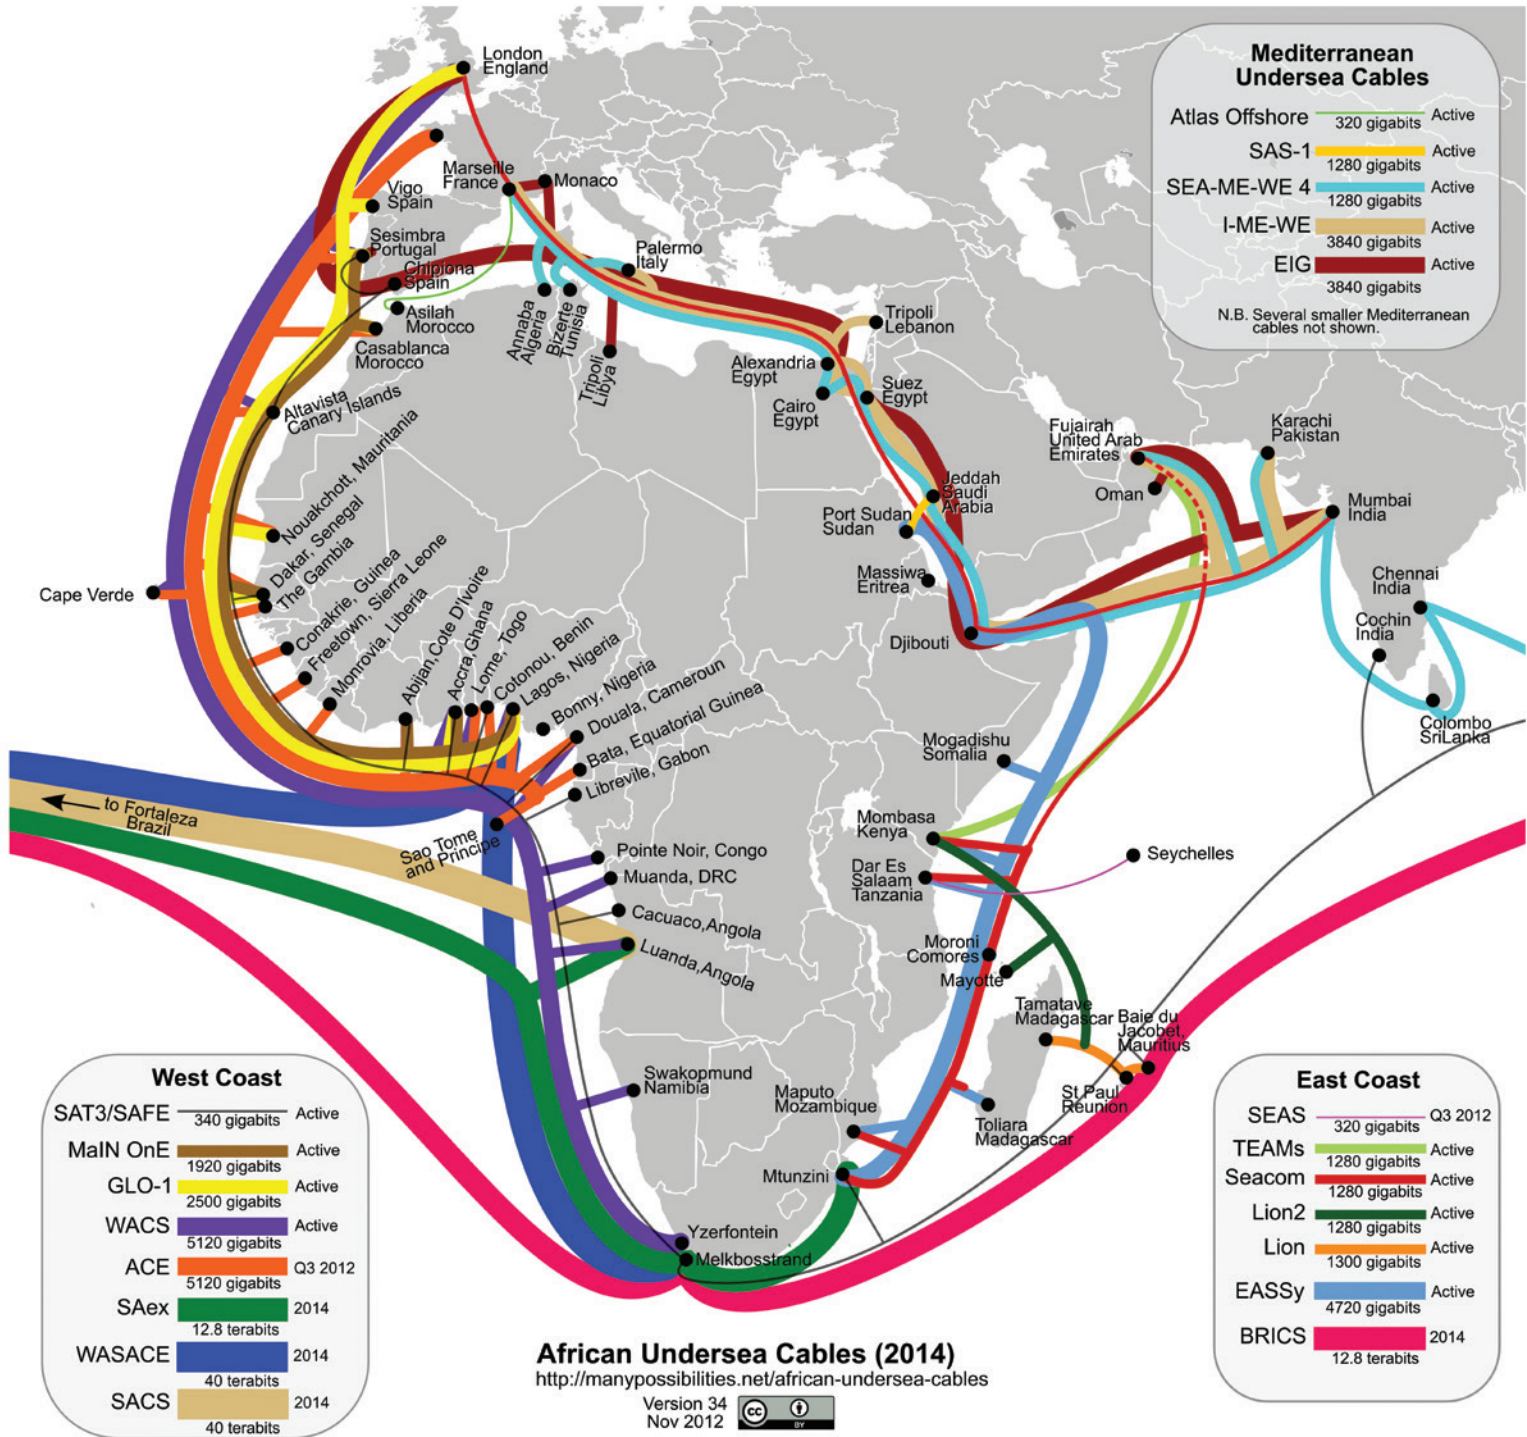 London
England
Marseille
France
Monaco
Vigo
Spain
Sesimbra
Portugal
Chipiona
Spain
Palermo
Italy
Asilah
Morocco
Casablanca
Morocco
Annaba
Algeria
Bizerte
Tunisia
Tripoli
Libya
Tripoli
Lebanon
Alexandria
Egypt
Cairo
Egypt
Suez
Egypt
Altavista
Canary Islands
Nouakchott, Mauritania
Dakar, Senegal
The Gambia
Cape Verde
Conakrie, Guinea
Freetown, Sierra Leone
Monrovia, Liberia
Abijan,Cote D'Ivoire
Accra,Ghana
Lome, Togo
Cotonou, Benin
Lagos, Nigeria
Bonny, Nigeria
Douala, Cameroun
Bata, Equatorial Guinea
Librevile, Gabon
Sao Tome
and Principe
to Fortaleza
Brazil
Pointe Noir, Congo
Muanda, DRC
Cacuaco,Angola
Luanda,Angola
Swakopmund
Namibia
Yzerfontein
Melkbosstrand
Jeddah
Saudi
Arabia
Port Sudan
Sudan
Massiwa
Eritrea
Djibouti
Fujairah
United Arab
Emirates
Oman
Karachi
Pakistan
Mumbai
India
Chennai
India
Cochin
India
Colombo
SriLanka
Mogadishu
Somalia
Mombasa
Kenya
Dar Es
Salaam
Tanzania
Seychelles
Moroni
Comores
Mayotte
Tamatave
Madagascar
Baie du
Jacobet,
Mauritius
St Paul
Reunion
Toliara
Madagascar
Maputo
Mozambique
Mtunzini
Mediterranean
Undersea Cables
Atlas Offshore 320 gigabits Active
SAS-1 1280 gigabits Active
SEA-ME-WE 4 1280 gigabits Active
I-ME-WE 3840 gigabits Active
EIG 3840 gigabits Active
N.B. Several smaller Mediterranean
cables not shown.
West Coast
SAT3/SAFE 340 gigabits Active
MaIN OnE 1920 gigabits Active
GLO-1 2500 gigabits Active
WACS 5120 gigabits Active
ACE 5120 gigabits Q3 2012
SAex 12.8 terabits 2014
WASACE 40 terabits 2014
SACS 40 terabits 2014
East Coast
SEAS 320 gigabits Q3 2012
TEAMs 1280 gigabits Active
Seacom 1280 gigabits Active
Lion2 1280 gigabits Active
Lion 1300 gigabits Active
EASSy 4720 gigabits Active
BRICS 12.8 terabits 2014
African Undersea Cables (2014)
http://manypossibilities.net/african-undersea-cables
Version 34
Nov 2012
cc BY